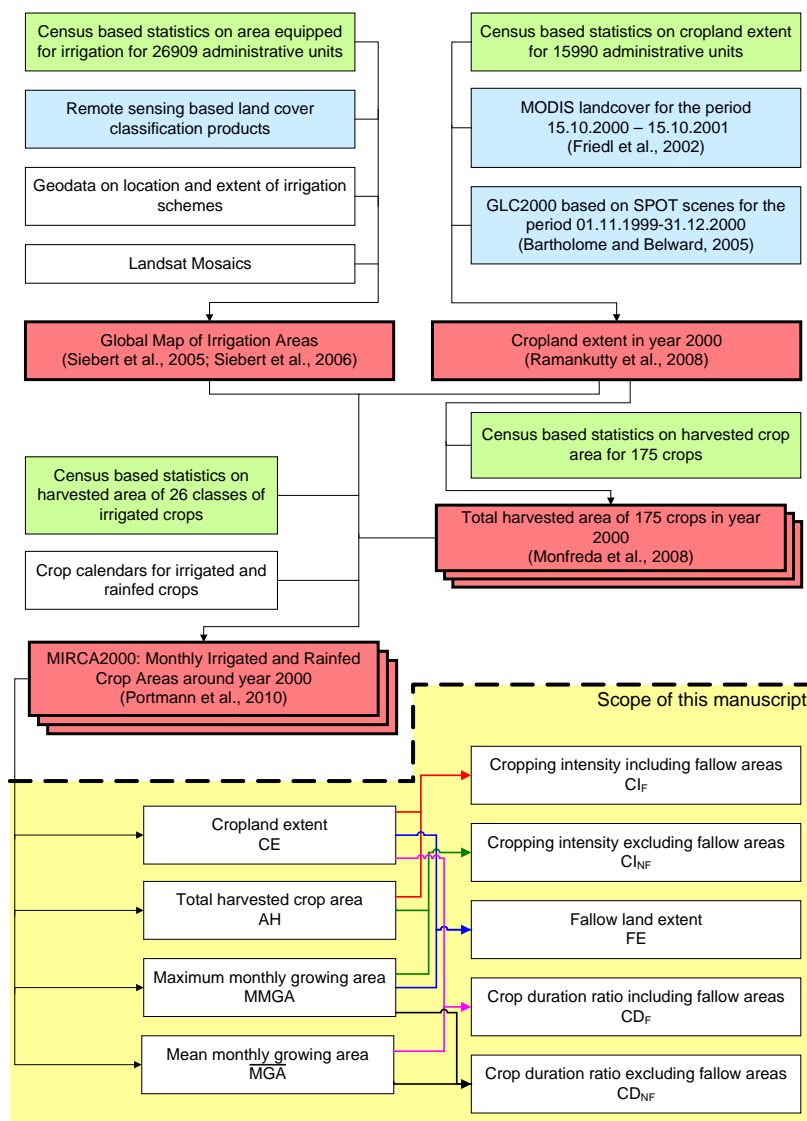 Census based statistics on area equipped
for irrigation for 26909 administrative units
Remote sensing based land cover
classification products
Geodata on location and extent of irrigation
schemes
Landsat Mosaics
Census based statistics on cropland extent
for 15990 administrative units
MODIS landcover for the period
15.10.2000 – 15.10.2001
(Friedl et al., 2002)
GLC2000 based on SPOT scenes for the
period 01.11.1999-31.12.2000
(Bartholome and Belward, 2005)
Global Map of Irrigation Areas
(Siebert et al., 2005; Siebert et al., 2006)
Cropland extent in year 2000
(Ramankutty et al., 2008)
Census based statistics on harvested crop
area for 175 crops
Census based statistics on
harvested area of 26 classes of
irrigated crops
Total harvested area of 175 crops in year
2000
(Monfreda et al., 2008)
Crop calendars for irrigated and
rainfed crops
MIRCA2000: Monthly Irrigated and Rainfed
Crop Areas around year 2000
(Portmann et al., 2010)
Scope of this manuscript
Cropland extent
CE
Total harvested crop area
AH
Maximum monthly growing area
MMGA
Mean monthly growing area
M̅G̅A̅
Cropping intensity including fallow areas
CI_F
Cropping intensity excluding fallow areas
CI_NF
Fallow land extent
FE
Crop duration ratio including fallow areas
CD_F
Crop duration ratio excluding fallow areas
CD_NF